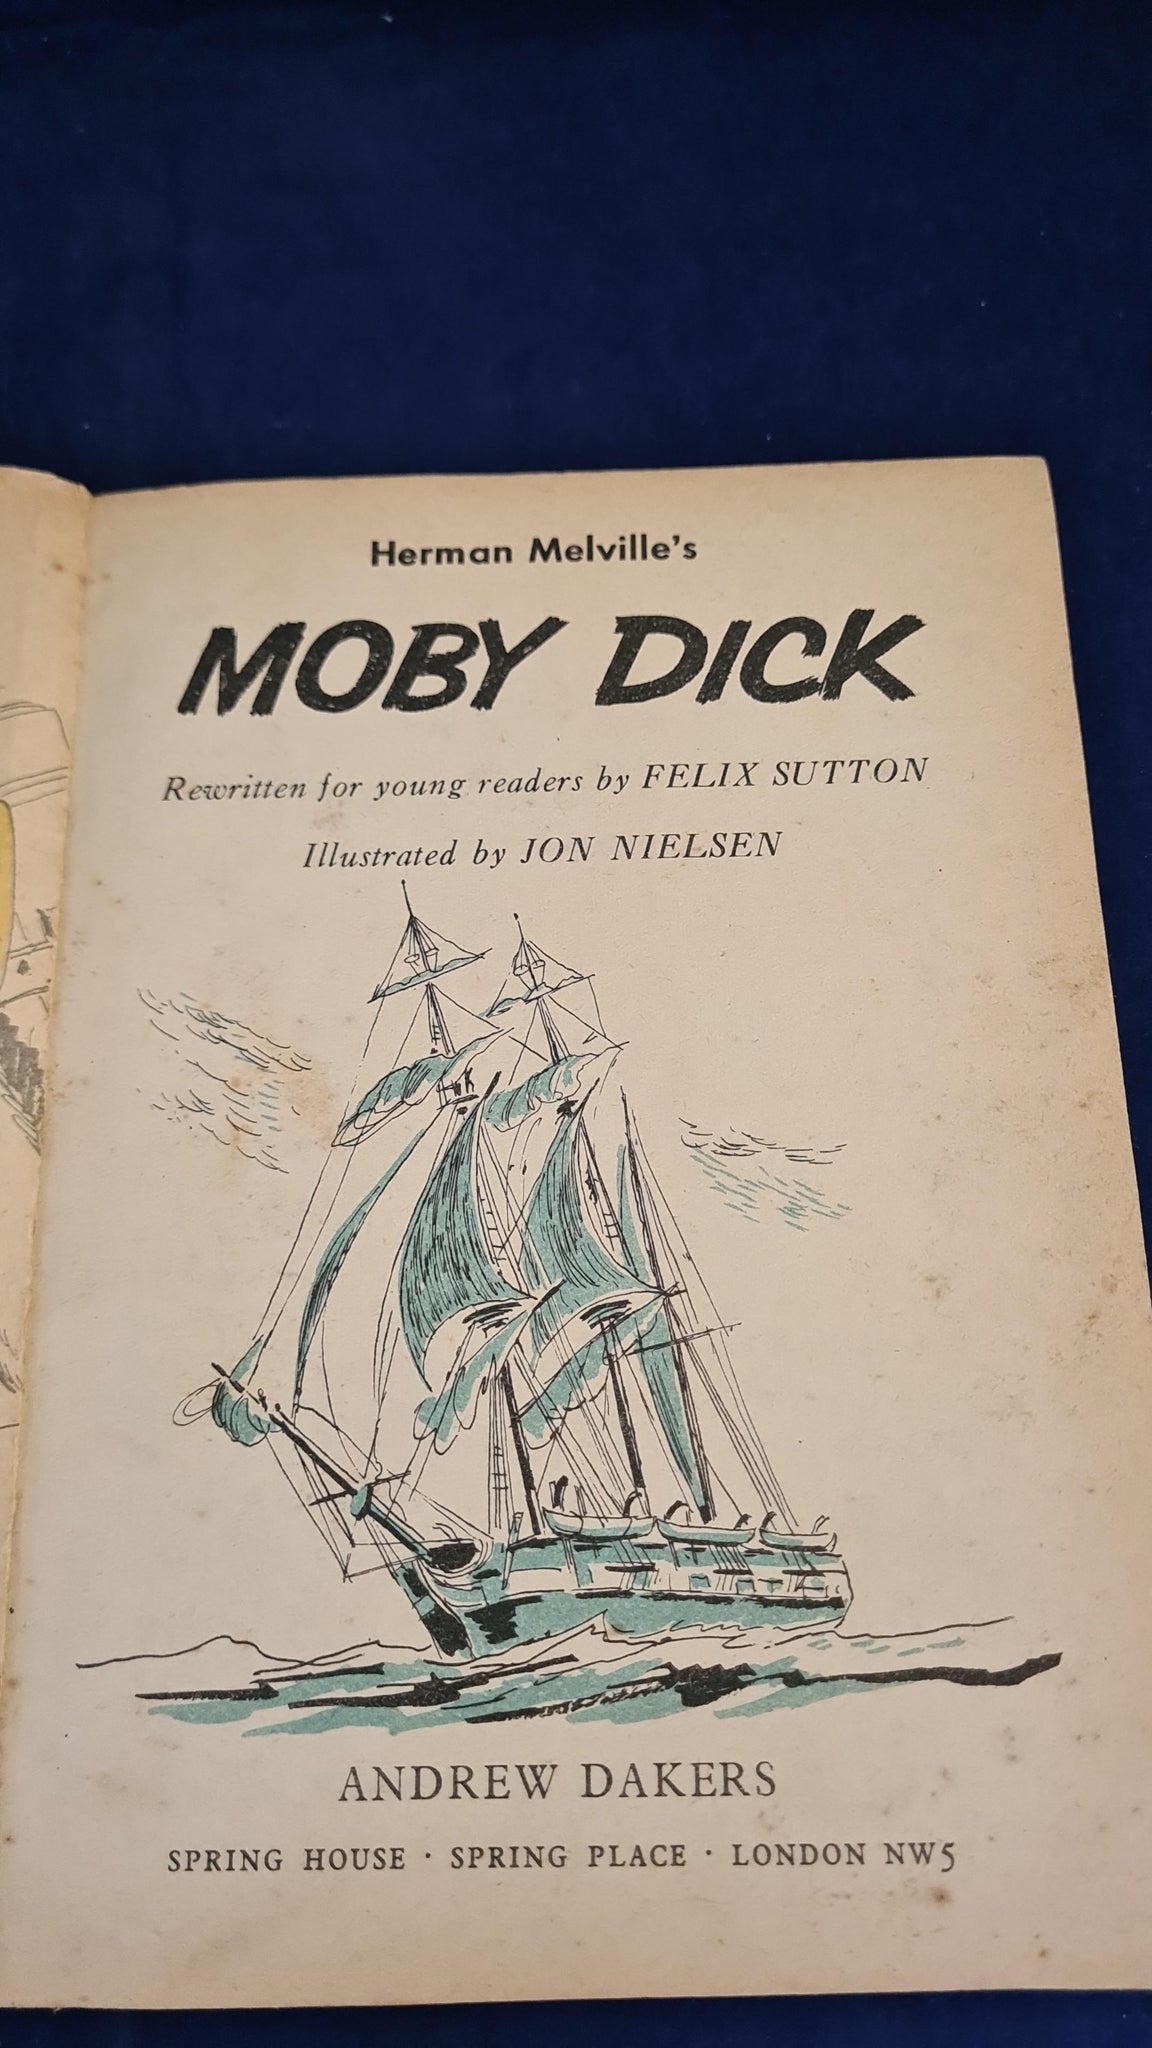 Herman Melville's
MOBY DICK
Rewritten for young readers by FELIX SUTTON
Illustrated by JON NIELSEN
ANDREW DAKERS
SPRING HOUSE · SPRING PLACE · LONDON NW5